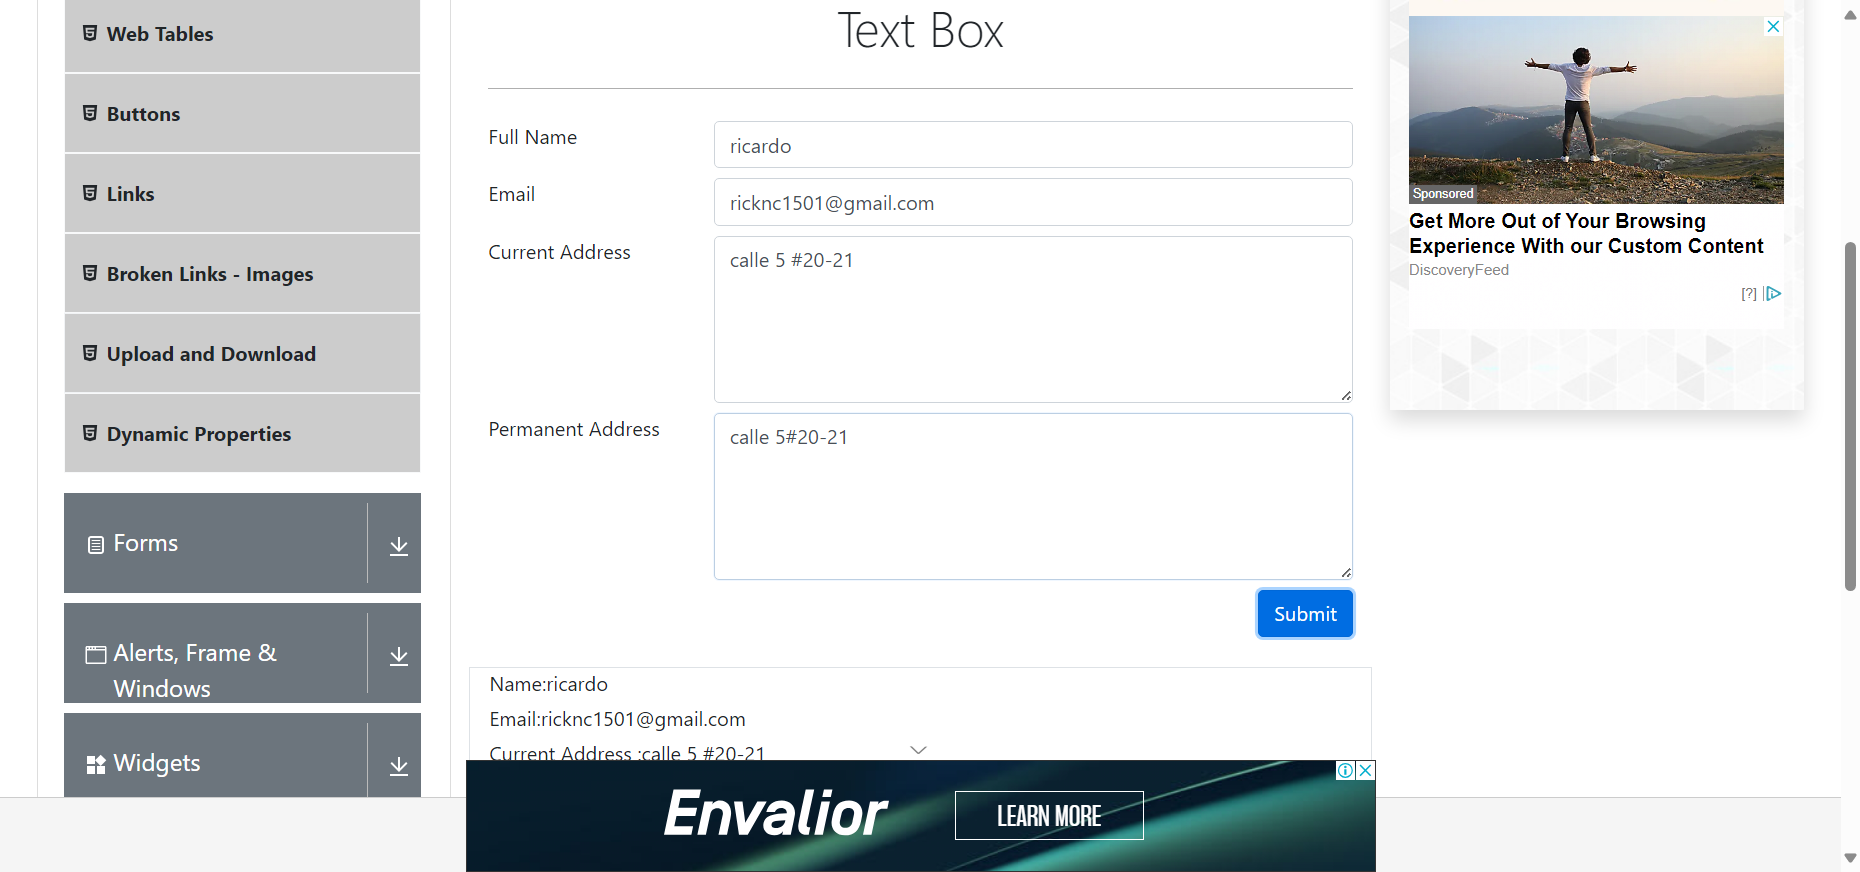 Web Tables
Buttons
Links
Broken Links - Images
Upload and Download
Dynamic Properties
Forms
Alerts, Frame &
Windows
Widgets
Text Box
Full Name
ricardo
Email
ricknc1501@gmail.com
Current Address
calle 5 #20-21
Permanent Address
calle 5#20-21
Submit
Name:ricardo
Email:ricknc1501@gmail.com
Current Address :calle 5 #20-21
Envalior
LEARN MORE
Sponsored
Get More Out of Your Browsing
Experience With our Custom Content
DiscoveryFeed
[?]